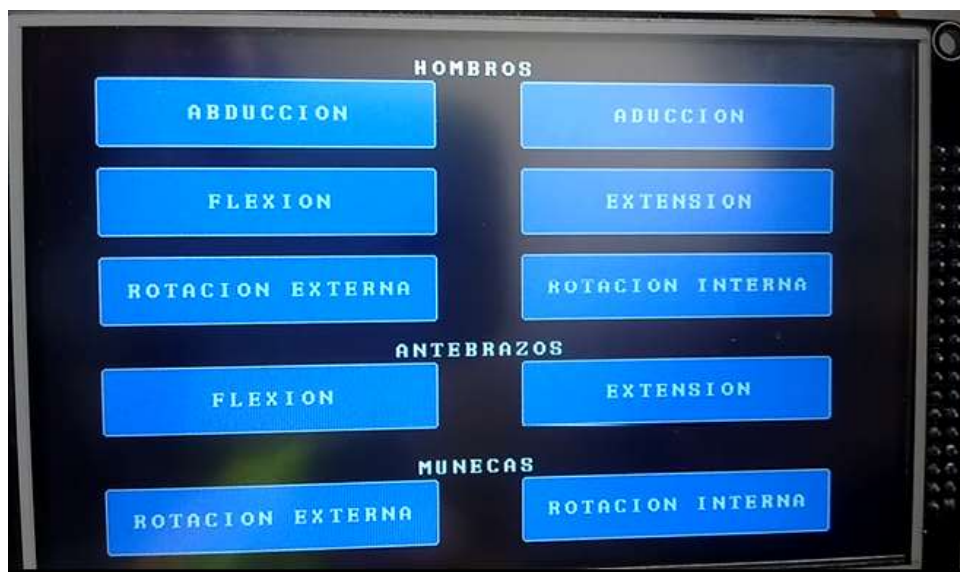 HOMBROS
ABDUCCION ADUCCION
FLEXION EXTENSION
ROTACION EXTERNA ROTACION INTERNA
ANTEBRAZOS
FLEXION EXTENSION
MUNECAS
ROTACION EXTERNA ROTACION INTERNA